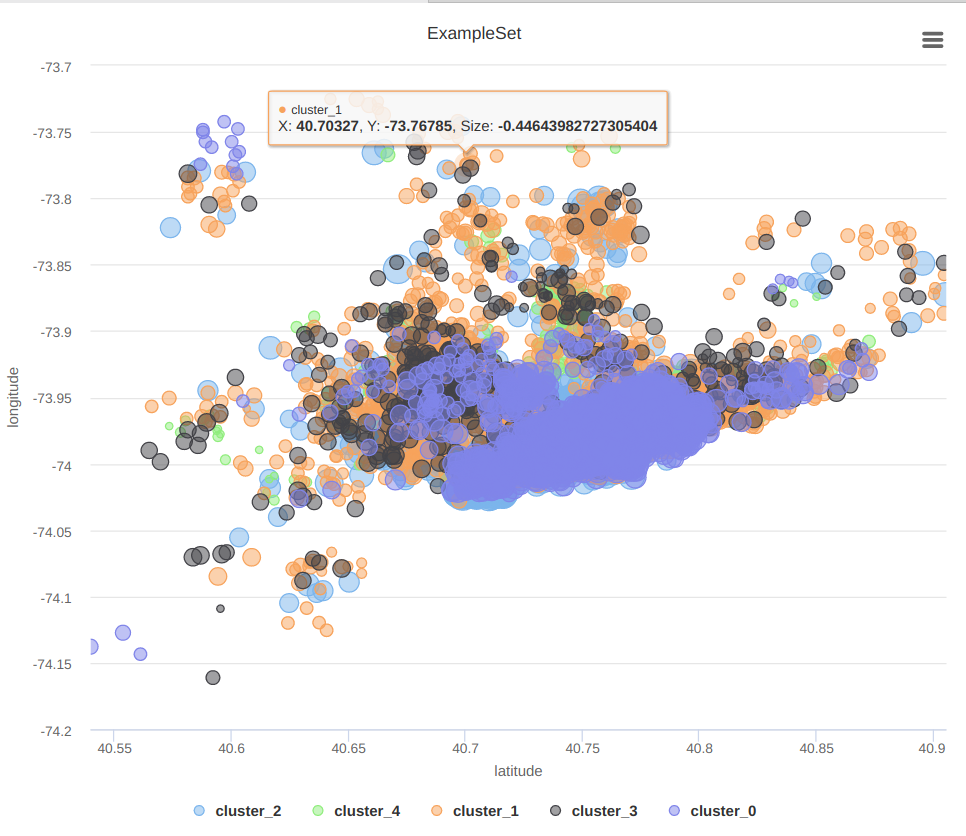 ExampleSet
-73.7
cluster_1
X: 40.70327, Y: -73.76785, Size: -0.44643982727305404
-73.75
-73.8
-73.85
-73.9
-73.95
-74
-74.05
-74.1
-74.15
-74.2
longitude
40.55 40.6 40.65 40.7 40.75 40.8 40.85 40.9
latitude
cluster_2 cluster_4 cluster_1 cluster_3 cluster_0